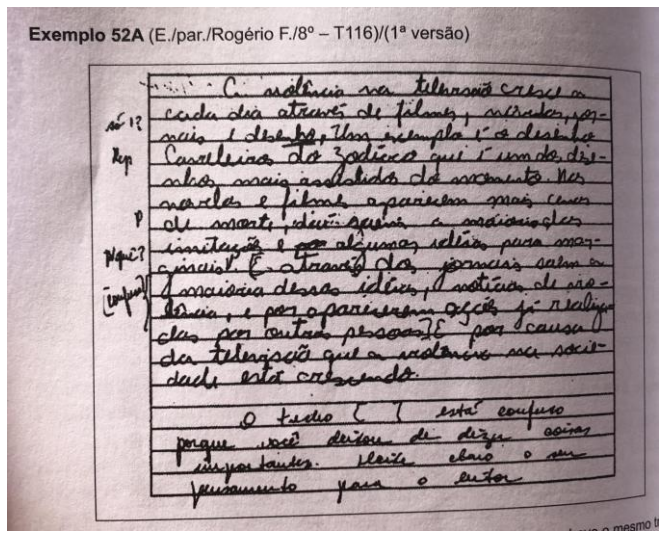 Exemplo 52A (E./par./Rogério F./8º – T116)/(1ª versão)
A violência na televisão cresce a
cada dia através de filmes, novelas, jor-
só 1?
nais e desenho, Um exemplo é o desenho
Rep
Cavaleiros do Zodíaco que é um dos dese-
nhos mais assistidos do momento. Nas
novelas e filmes aparecem mais cenas
P
de morte, daí a maioria das
p/quê?
imitação e algumas idéias para mar-
ginais. [E através dos jornais saem a
(confuso)
maioria dessas idéias, notícias de vio-
lência, e por aparecerem ações já realiza-
das por outras pessoas] É por causa
da televisão que a violência na socie-
dade está crescendo.
O trecho [ ] está confuso
porque você deixou de dizer coisas
importantes. Deixe claro o seu
pensamento para o leitor
o mesmo